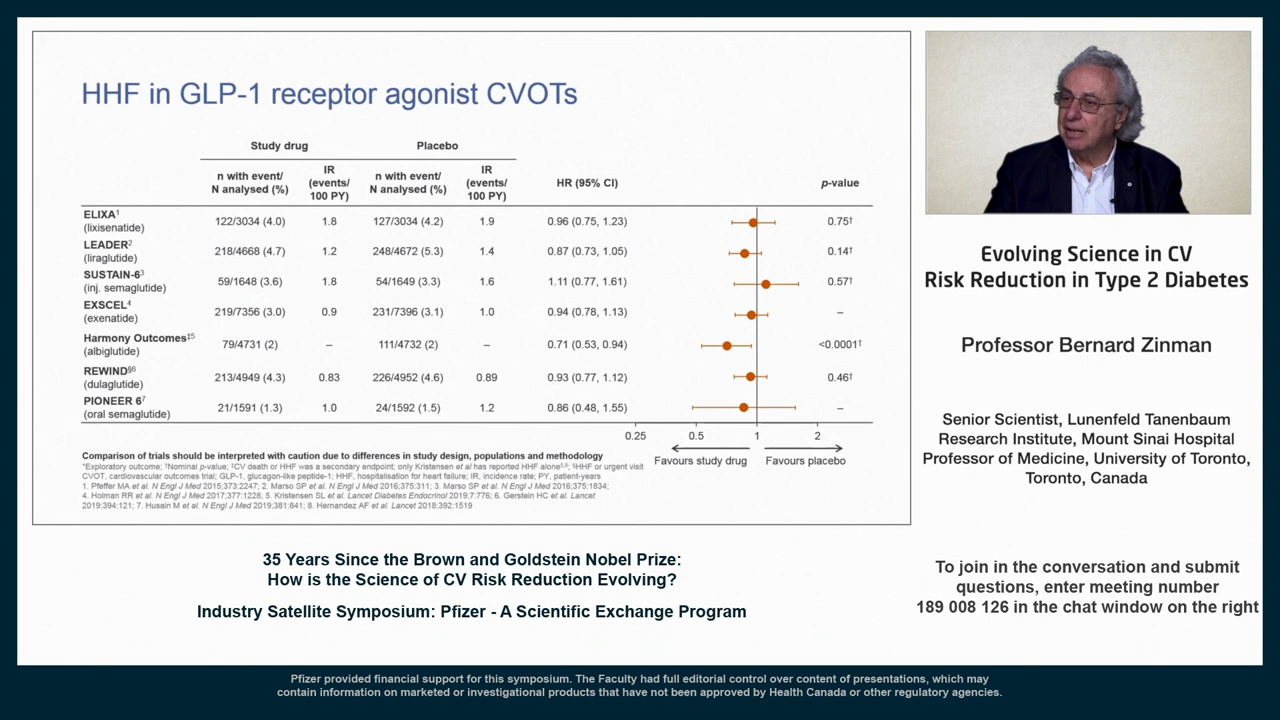 HHF in GLP-1 receptor agonist CVOTs
Study drug Placebo
n with event/ N analysed (%) IR (events/ 100 PY) n with event/ N analysed (%) IR (events/ 100 PY) HR (95% CI) p-value
ELIXA¹ (lixisenatide) 122/3034 (4.0) 1.8 127/3034 (4.2) 1.9 0.96 (0.75, 1.23) 0.75†
LEADER² (liraglutide) 218/4668 (4.7) 1.2 248/4672 (5.3) 1.4 0.87 (0.73, 1.05) 0.14†
SUSTAIN-6³ (inj. semaglutide) 59/1648 (3.6) 1.8 54/1649 (3.3) 1.6 1.11 (0.77, 1.61) 0.57†
EXSCEL⁴ (exenatide) 219/7356 (3.0) 0.9 231/7396 (3.1) 1.0 0.94 (0.78, 1.13) –
Harmony Outcomes‡⁵ (albiglutide) 79/4731 (2) – 111/4732 (2) – 0.71 (0.53, 0.94) <0.0001†
REWIND§⁶ (dulaglutide) 213/4949 (4.3) 0.83 226/4952 (4.6) 0.89 0.93 (0.77, 1.12) 0.46†
PIONEER 6⁷ (oral semaglutide) 21/1591 (1.3) 1.0 24/1592 (1.5) 1.2 0.86 (0.48, 1.55) –
0.25 0.5 1 2
Favours study drug Favours placebo
Comparison of trials should be interpreted with caution due to differences in study design, populations and methodology
*Exploratory outcome; †Nominal p-value; ‡CV death or HHF was a secondary endpoint; only Kristensen et al has reported HHF alone⁵,⁸; §HHF or urgent visit
CVOT, cardiovascular outcomes trial; GLP-1, glucagon-like peptide-1; HHF, hospitalisation for heart failure; IR, incidence rate; PY, patient-years
1. Pfeffer MA et al. N Engl J Med 2015;373:2247; 2. Marso SP et al. N Engl J Med 2016;375:311; 3. Marso SP et al. N Engl J Med 2016;375:1834;
4. Holman RR et al. N Engl J Med 2017;377:1228; 5. Kristensen SL et al. Lancet Diabetes Endocrinol 2019;7:776; 6. Gerstein HC et al. Lancet
2019;394:121; 7. Husain M et al. N Engl J Med 2019;381:841; 8. Hernandez AF et al. Lancet 2018;392:1519
Evolving Science in CV
Risk Reduction in Type 2 Diabetes
Professor Bernard Zinman
Senior Scientist, Lunenfeld Tanenbaum
Research Institute, Mount Sinai Hospital
Professor of Medicine, University of Toronto,
Toronto, Canada
35 Years Since the Brown and Goldstein Nobel Prize:
How is the Science of CV Risk Reduction Evolving?
Industry Satellite Symposium: Pfizer - A Scientific Exchange Program
To join in the conversation and submit
questions, enter meeting number
189 008 126 in the chat window on the right
Pfizer provided financial support for this symposium. The Faculty had full editorial control over content of presentations, which may
contain information on marketed or investigational products that have not been approved by Health Canada or other regulatory agencies.